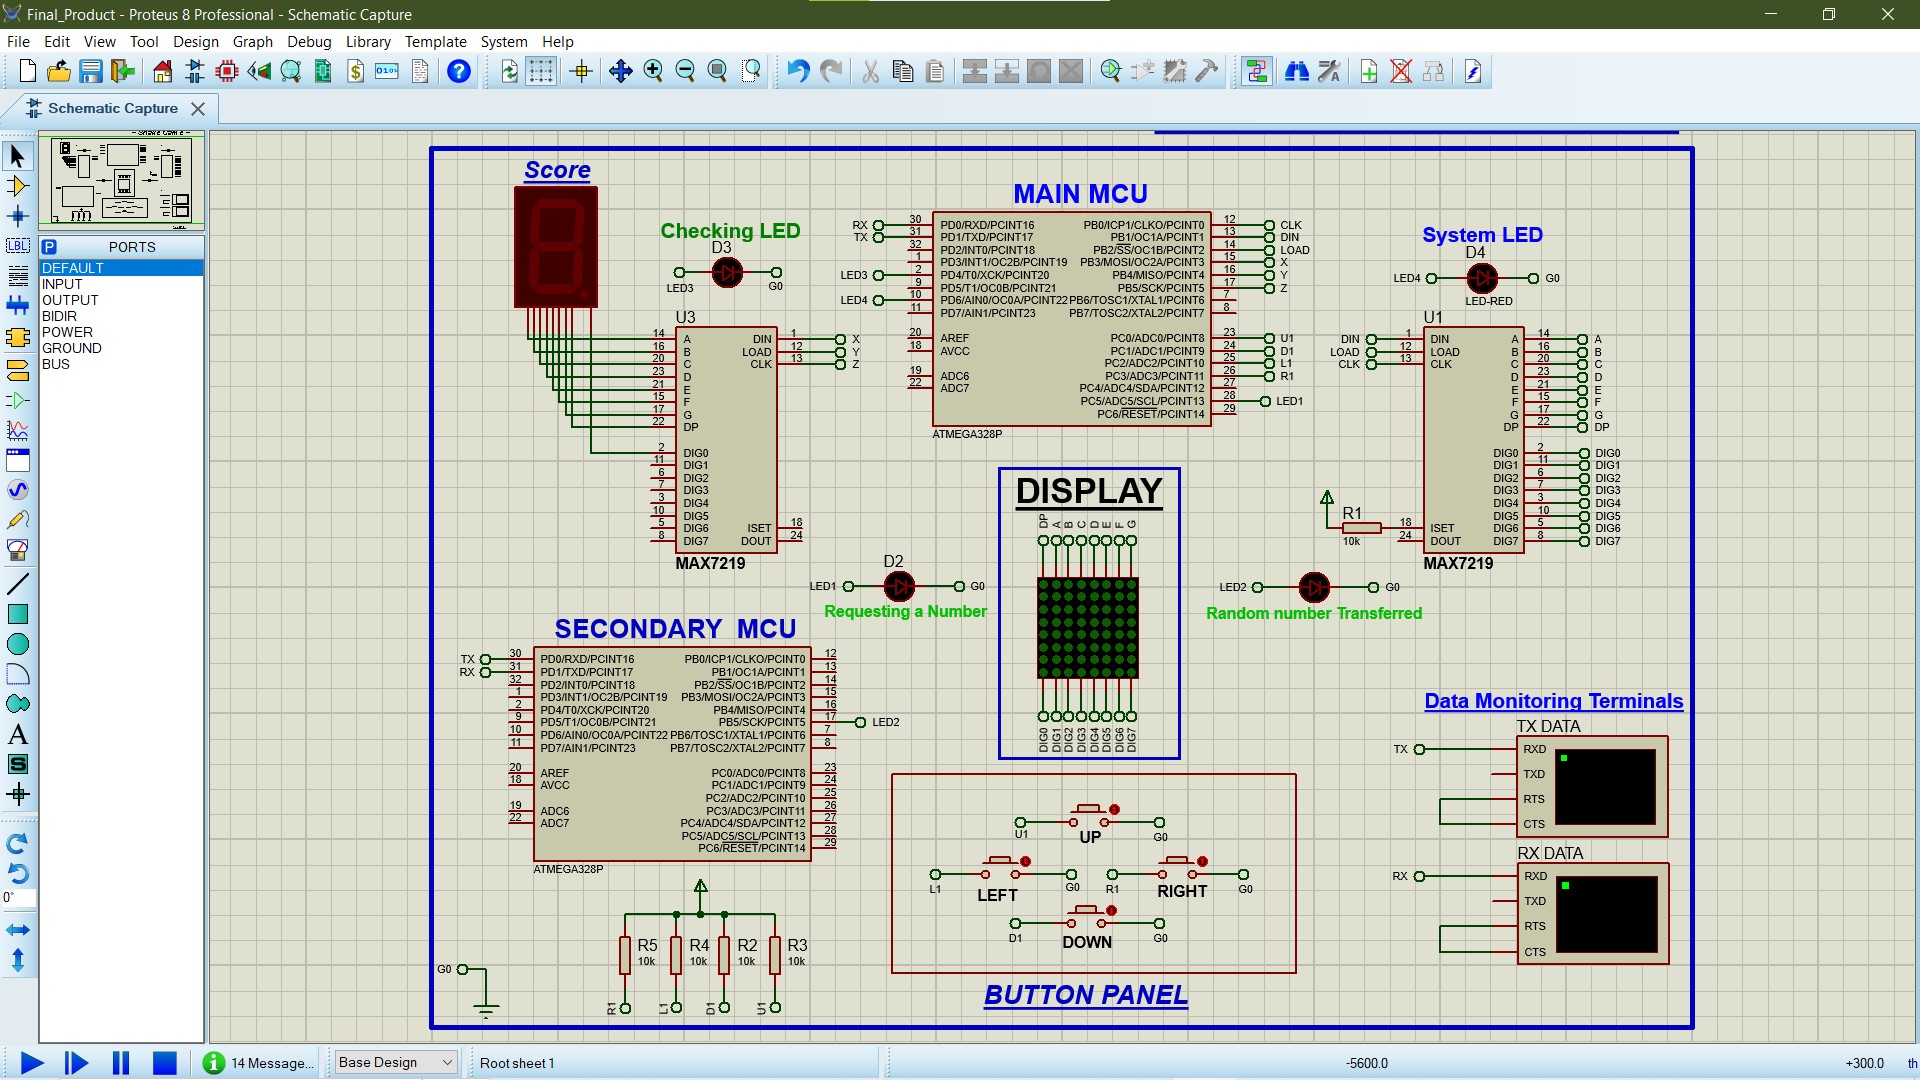 Final_Product - Proteus 8 Professional - Schematic Capture
File Edit View Tool Design Graph Debug Library Template System Help
Schematic Capture
PORTS
DEFAULT
INPUT
OUTPUT
BIDIR
POWER
GROUND
BUS
LBL
0°
Score
Checking LED
D3
LED3
G0
U3
14 A
16 B
20 C
23 D
21 E
15 F
17 G
22 DP
2 DIG0
11 DIG1
6 DIG2
7 DIG3
3 DIG4
10 DIG5
5 DIG6
8 DIG7
DIN 1 X
LOAD 12 Y
CLK 13 Z
ISET 18
DOUT 24
MAX7219
MAIN MCU
RX 30 PD0/RXD/PCINT16
TX 31 PD1/TXD/PCINT17
32 PD2/INT0/PCINT18
1 PD3/INT1/OC2B/PCINT19
LED3 2 PD4/T0/XCK/PCINT20
9 PD5/T1/OC0B/PCINT21
LED4 10 PD6/AIN0/OC0A/PCINT22
11 PD7/AIN1/PCINT23
20 AREF
18 AVCC
19 ADC6
22 ADC7
PB0/ICP1/CLKO/PCINT0 12 CLK
PB1/OC1A/PCINT1 13 DIN
PB2/SS/OC1B/PCINT2 14 LOAD
PB3/MOSI/OC2A/PCINT3 15 X
PB4/MISO/PCINT4 16 Y
PB5/SCK/PCINT5 17 Z
PB6/TOSC1/XTAL1/PCINT6 7
PB7/TOSC2/XTAL2/PCINT7 8
PC0/ADC0/PCINT8 23 U1
PC1/ADC1/PCINT9 24 D1
PC2/ADC2/PCINT10 25 L1
PC3/ADC3/PCINT11 26 R1
PC4/ADC4/SDA/PCINT12 27
PC5/ADC5/SCL/PCINT13 28 LED1
PC6/RESET/PCINT14 29
ATMEGA328P
System LED
D4
LED4
G0
LED-RED
U1
DIN 1 DIN
LOAD 12 LOAD
CLK 13 CLK
A 14 A
B 16 B
C 20 C
D 23 D
E 21 E
F 15 F
G 17 G
DP 22 DP
DIG0 2 DIG0
DIG1 11 DIG1
DIG2 6 DIG2
DIG3 7 DIG3
DIG4 3 DIG4
DIG5 10 DIG5
DIG6 5 DIG6
DIG7 8 DIG7
R1
10k
18 ISET
24 DOUT
MAX7219
DISPLAY
DP A B C D E F G
DIG0 DIG1 DIG2 DIG3 DIG4 DIG5 DIG6 DIG7
D2
LED1
G0
Requesting a Number
LED2
G0
Random number Transferred
SECONDARY MCU
TX 30 PD0/RXD/PCINT16
RX 31 PD1/TXD/PCINT17
32 PD2/INT0/PCINT18
1 PD3/INT1/OC2B/PCINT19
2 PD4/T0/XCK/PCINT20
9 PD5/T1/OC0B/PCINT21
10 PD6/AIN0/OC0A/PCINT22
11 PD7/AIN1/PCINT23
20 AREF
18 AVCC
19 ADC6
22 ADC7
PB0/ICP1/CLKO/PCINT0 12
PB1/OC1A/PCINT1 13
PB2/SS/OC1B/PCINT2 14
PB3/MOSI/OC2A/PCINT3 15
PB4/MISO/PCINT4 16
PB5/SCK/PCINT5 17 LED2
PB6/TOSC1/XTAL1/PCINT6 7
PB7/TOSC2/XTAL2/PCINT7 8
PC0/ADC0/PCINT8 23
PC1/ADC1/PCINT9 24
PC2/ADC2/PCINT10 25
PC3/ADC3/PCINT11 26
PC4/ADC4/SDA/PCINT12 27
PC5/ADC5/SCL/PCINT13 28
PC6/RESET/PCINT14 29
ATMEGA328P
R5 R4 R2 R3
10k 10k 10k 10k
R1 L1 D1 U1
G0
U1 UP G0
L1 LEFT G0
R1 RIGHT G0
D1 DOWN G0
BUTTON PANEL
Data Monitoring Terminals
TX DATA
TX
RXD
TXD
RTS
CTS
RX DATA
RX
RXD
TXD
RTS
CTS
14 Message...
Base Design
Root sheet 1
-5600.0
+300.0
th